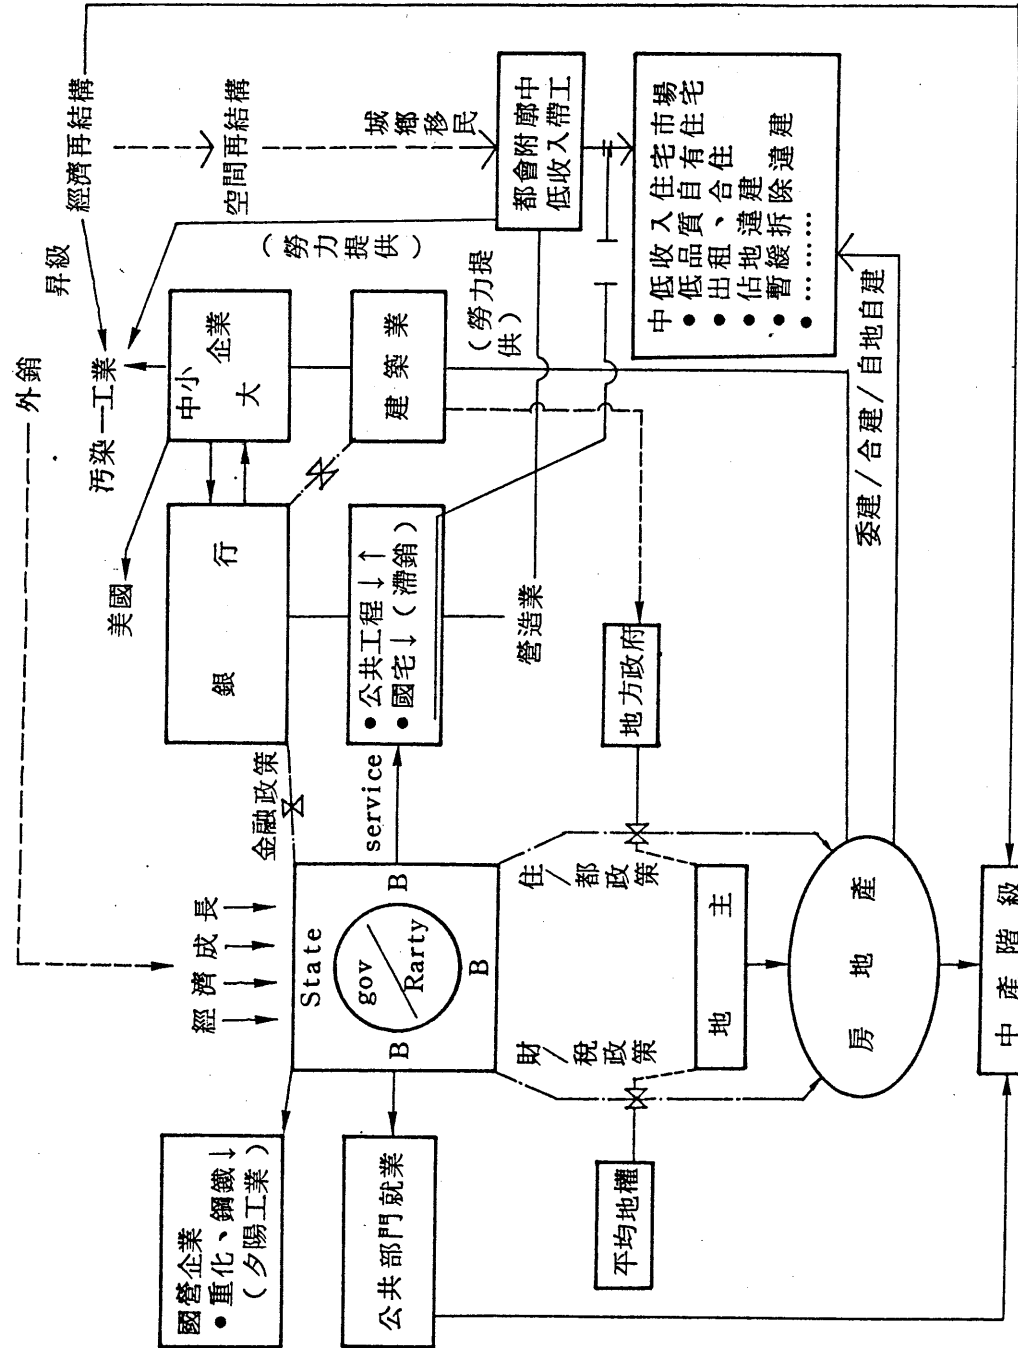 外銷
昇級
經濟再結構
污染—工業
美國
空間再結構
城鄉移民
國營企業
● 重化、鋼鐵↓
(夕陽工業)
經濟成長
金融政策
銀行
中小
大
企業
(勞力
提供)
State
gov/Rarty
B
B
B
service
公共部門就業
● 公共工程↓↑
● 國宅↓(滯銷)
建築業
(勞力提
供)
都會附廓中
低收入帶工
營造業
財/稅政策
住/都政策
平均地權
地方政府
中低收入住宅市場
● 低品質自有住宅
● 出租、合住
● 佔地違建
● 暫緩拆除違建
● ………
地主
房地產
委建/合建/自地自建
中產階級